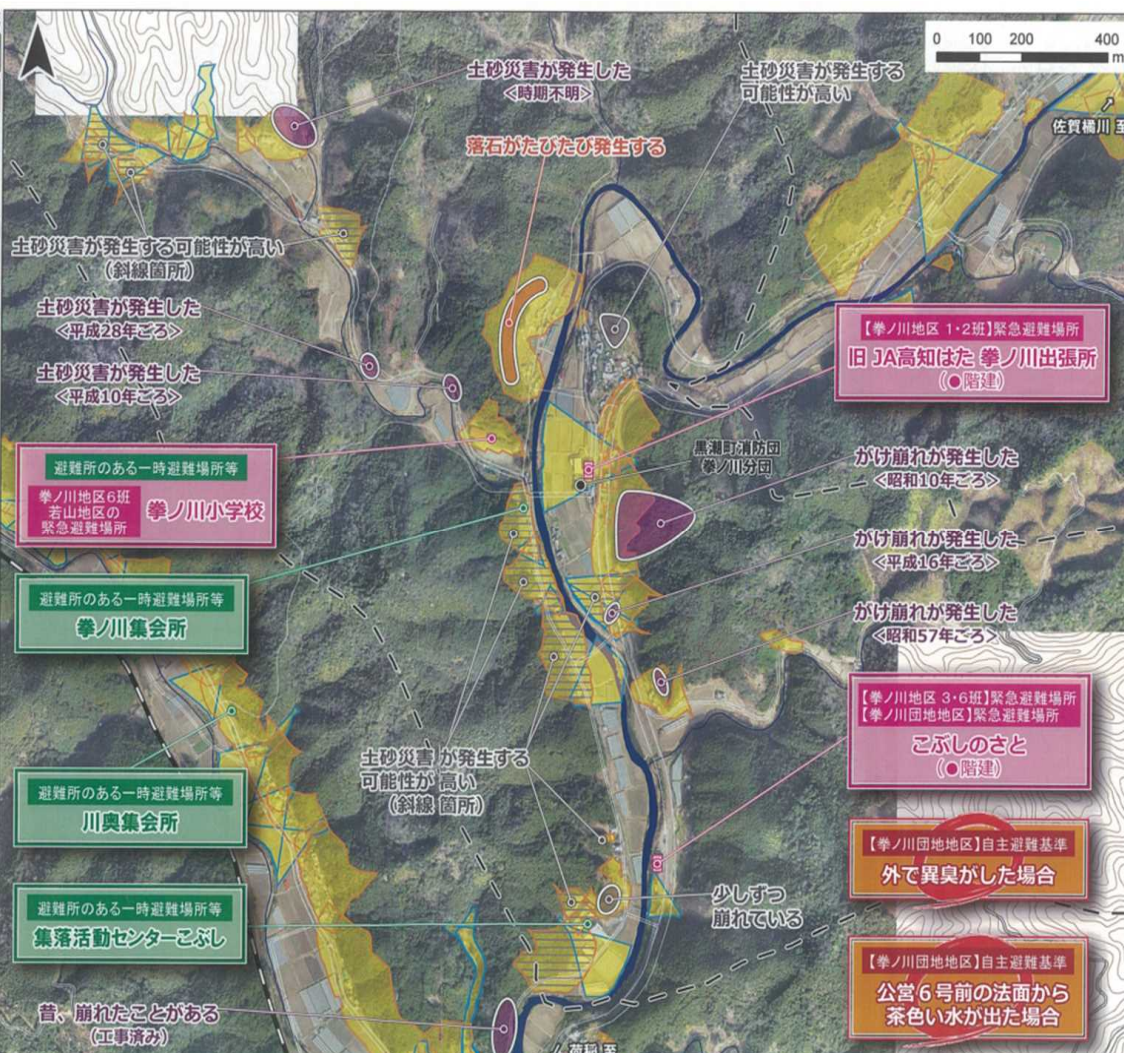 0 100 200 400
m
土砂災害が発生した
<時期不明>
土砂災害が発生する
可能性が高い
佐賀橘川 至
落石がたびたび発生する
土砂災害が発生する可能性が高い
(斜線箇所)
土砂災害が発生した
<平成28年ごろ>
土砂災害が発生した
<平成10年ごろ>
【拳ノ川地区 1・2班】緊急避難場所
旧 JA高知はた 拳ノ川出張所
(●階建)
黒潮町消防団
拳ノ川分団
避難所のある一時避難場所等
拳ノ川地区6班
若山地区の
緊急避難場所
拳ノ川小学校
がけ崩れが発生した
<昭和10年ごろ>
がけ崩れが発生した
<平成16年ごろ>
避難所のある一時避難場所等
拳ノ川集会所
がけ崩れが発生した
<昭和57年ごろ>
【拳ノ川地区 3・6班】緊急避難場所
【拳ノ川団地地区】緊急避難場所
こぶしのさと
(●階建)
土砂災害が発生する
可能性が高い
(斜線箇所)
避難所のある一時避難場所等
川奥集会所
【拳ノ川団地地区】自主避難基準
外で異臭がした場合
避難所のある一時避難場所等
集落活動センターこぶし
少しずつ
崩れている
【拳ノ川団地地区】自主避難基準
公営6号前の法面から
茶色い水が出た場合
昔、崩れたことがある
(工事済み)
荷稲 至